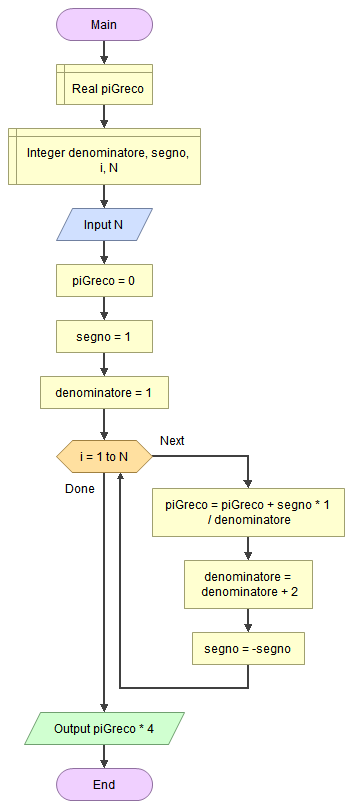 Main
Real piGreco
Integer denominatore, segno,
i, N
Input N
piGreco = 0
segno = 1
denominatore = 1
i = 1 to N
Next
Done
piGreco = piGreco + segno * 1
/ denominatore
denominatore =
denominatore + 2
segno = -segno
Output piGreco * 4
End